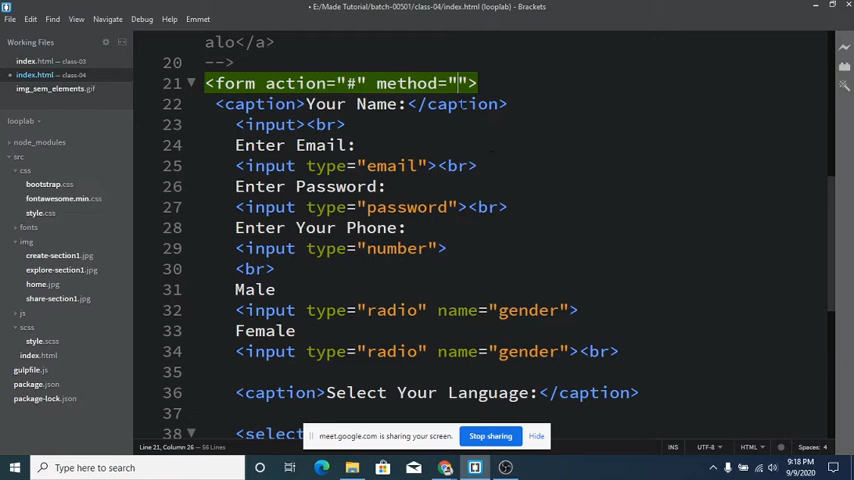 E:/Made Tutorial/batch-00501/class-04/index.html (looplab) - Brackets
File Edit Find View Navigate Debug Help Emmet
Working Files
index.html — class-03
index.html — class-04
img_sem_elements.gif
looplab
node_modules
src
css
bootstrap.css
fontawesome.min.css
style.css
fonts
img
create-section1.jpg
explore-section1.jpg
home.jpg
share-section1.jpg
js
scss
style.scss
index.html
gulpfile.js
package.json
package-lock.json
alo</a>
20 -->
21 <form action="#" method="">
22 <caption>Your Name:</caption>
23 <input><br>
24 Enter Email:
25 <input type="email"><br>
26 Enter Password:
27 <input type="password"><br>
28 Enter Your Phone:
29 <input type="number">
30 <br>
31 Male
32 <input type="radio" name="gender">
33 Female
34 <input type="radio" name="gender"><br>
35
36 <caption>Select Your Language:</caption>
37
38 <selec
meet.google.com is sharing your screen. Stop sharing Hide
Line 21, Column 26 — 56 Lines INS UTF-8 HTML Spaces: 4
Type here to search
9:18 PM
9/9/2020